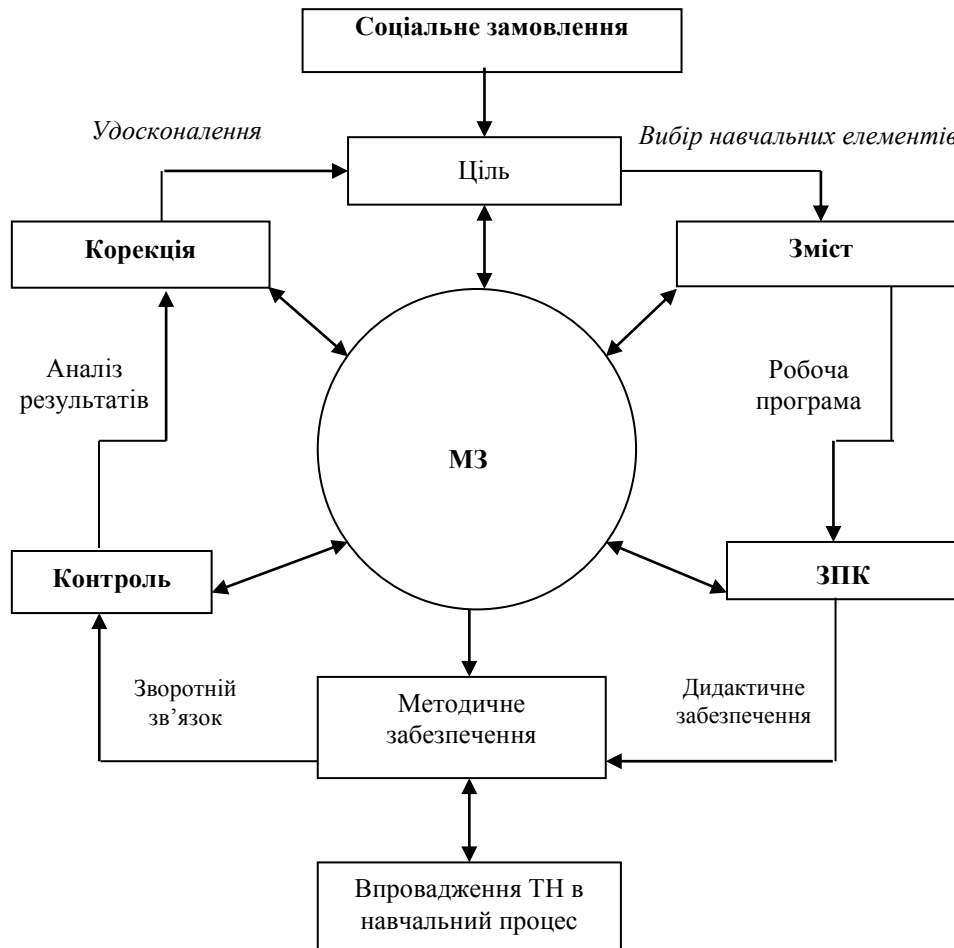 Соціальне замовлення
Удосконалення
Вибір навчальних елементів
Ціль
Корекція
Зміст
Аналіз
результатів
Робоча
програма
МЗ
Контроль
ЗПК
Зворотній
зв’язок
Методичне
забезпечення
Дидактичне
забезпечення
Впровадження ТН в
навчальний процес